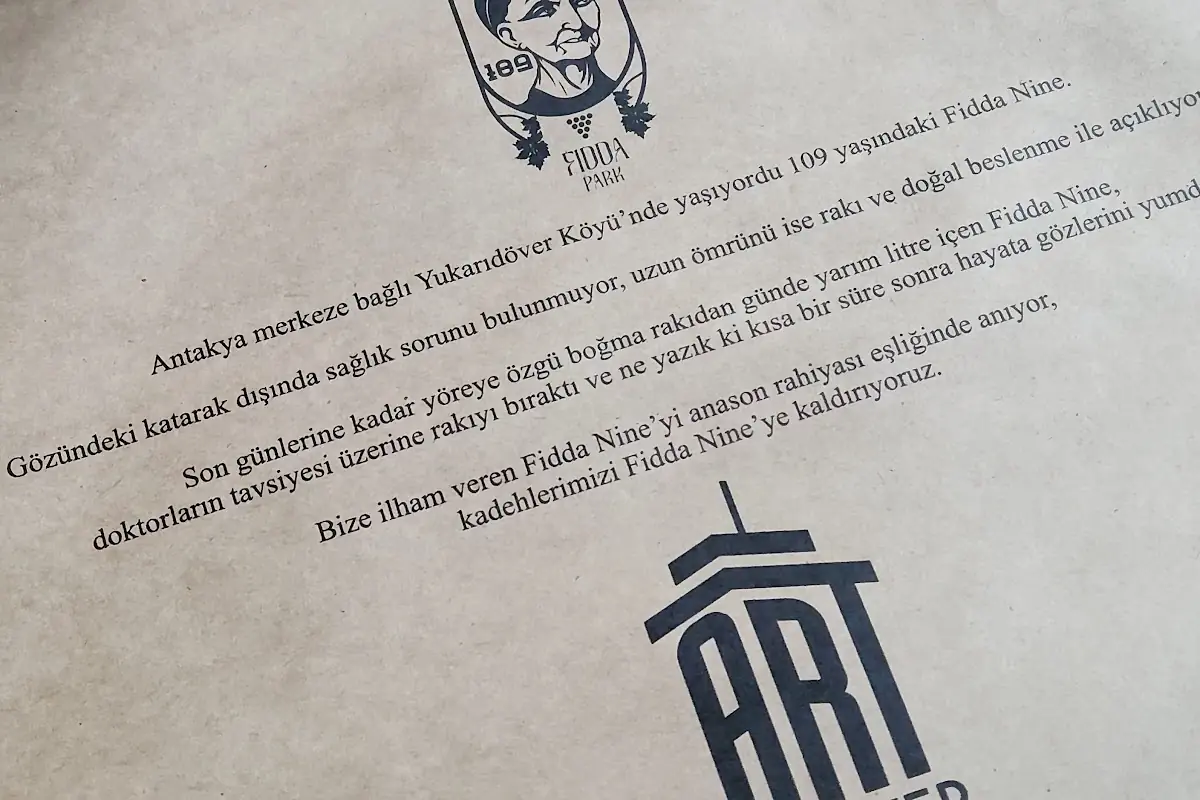 189
FIDDA
PARK
Antakya merkeze bağlı Yukarıdöver Köyü’nde yaşıyordu 109 yaşındaki Fidda Nine.
Gözündeki katarak dışında sağlık sorunu bulunmuyor, uzun ömrünü ise rakı ve doğal beslenme ile
Son günlerine kadar yöreye özgü boğma rakıdan günde yarım litre içen Fidda Nine,
doktorların tavsiyesi üzerine rakıyı bıraktı ve ne yazık ki kısa bir süre sonra hayata gözlerini
Bize ilham veren Fidda Nine’yi anason rahiyası eşliğinde anıyor,
kadehlerimizi Fidda Nine’ye kaldırıyoruz.
ART